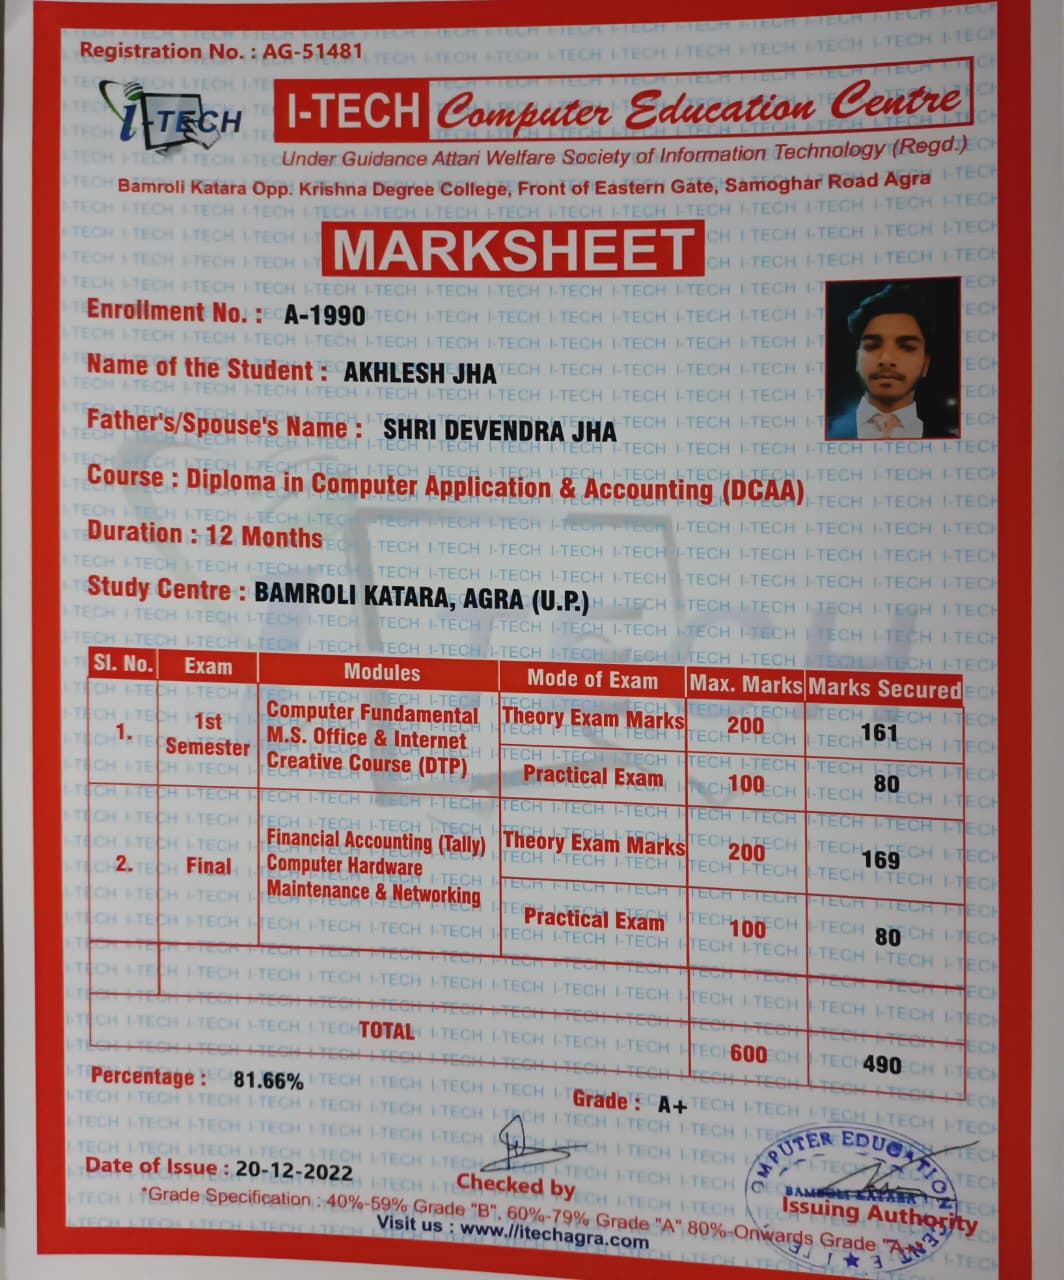 Registration No. : AG-51481
i-TECH
I-TECH Computer Education Centre
Under Guidance Attari Welfare Society of Information Technology (Regd.)
Bamroli Katara Opp. Krishna Degree College, Front of Eastern Gate, Samoghar Road Agra
MARKSHEET
Enrollment No. : A-1990
Name of the Student : AKHLESH JHA
Father's/Spouse's Name : SHRI DEVENDRA JHA
Course : Diploma in Computer Application & Accounting (DCAA)
Duration : 12 Months
Study Centre : BAMROLI KATARA, AGRA (U.P.)
Sl. No. Exam Modules Mode of Exam Max. Marks Marks Secured
1. 1st Semester
Computer Fundamental
M.S. Office & Internet
Creative Course (DTP)
Theory Exam Marks 200 161
Practical Exam 100 80
2. Final
Financial Accounting (Tally)
Computer Hardware
Maintenance & Networking
Theory Exam Marks 200 169
Practical Exam 100 80
TOTAL 600 490
Percentage : 81.66%
Grade : A+
Date of Issue : 20-12-2022
Checked by
COMPUTER EDUCATION CENTRE
BAMROLI KATARA
Issuing Authority
*Grade Specification : 40%-59% Grade "B", 60%-79% Grade "A" 80%-Onwards Grade "A+"
Visit us : www.//itechagra.com